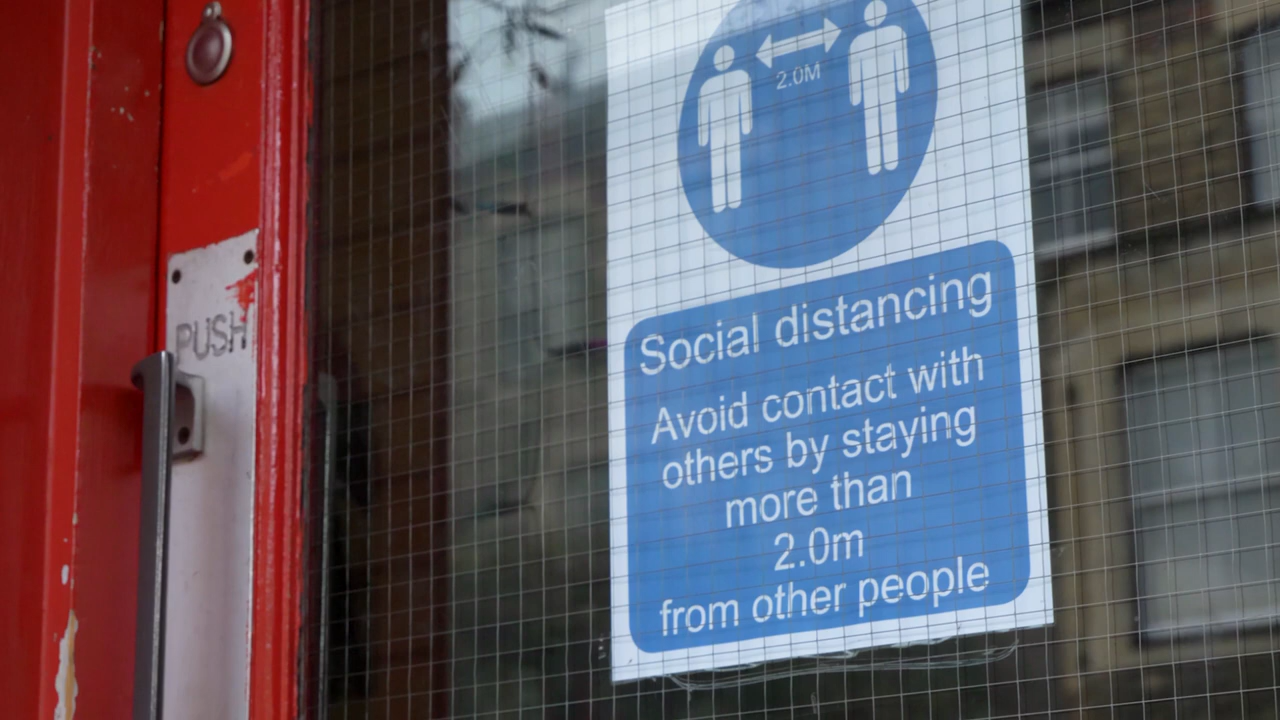 2.0M
PUSH
Social distancing
Avoid contact with
others by staying
more than
2.0m
from other people